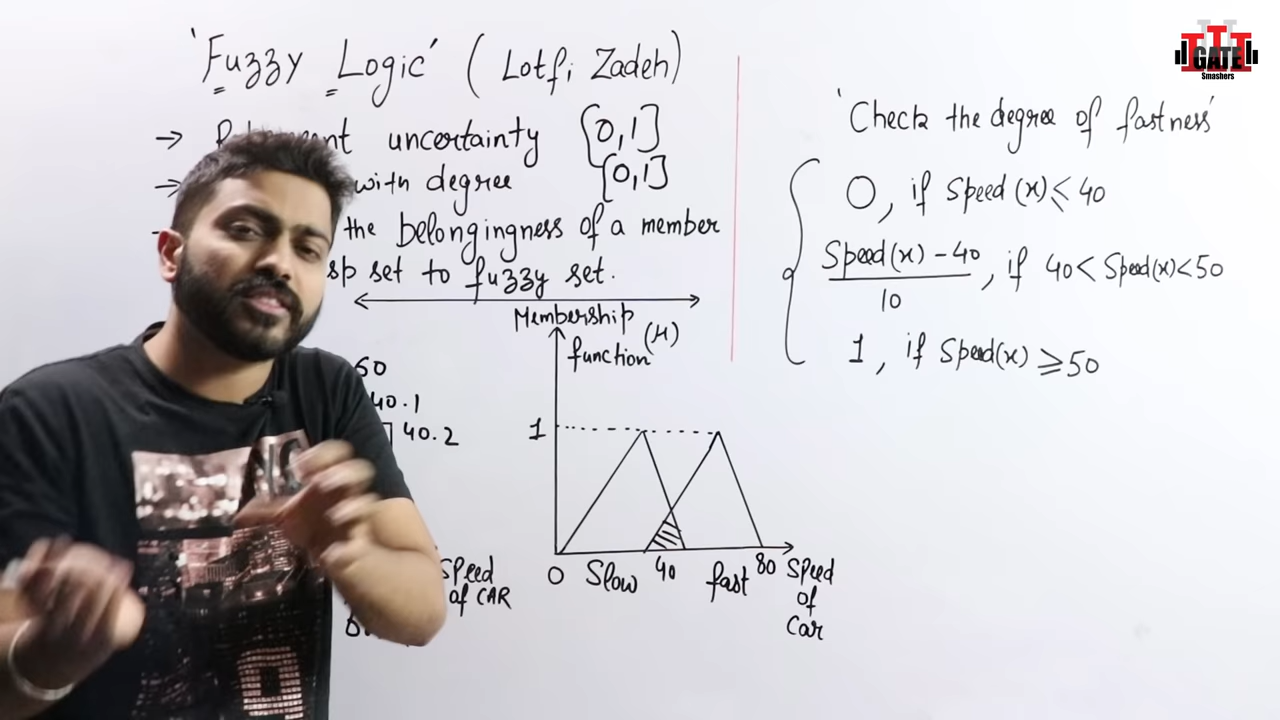 'Fuzzy Logic' (Lotfi Zadeh)
→ uncertainty [0,1]
→ with degree [0,1]
the belongingness of a member
sp set to fuzzy set.
50
40.1
40.2
Speed
of CAR
Membership
function (μ)
1
0 Slow 40 fast 80 Speed
of
Car
'Check the degree of fastness'
0, if Speed(x) ≤ 40
Speed(x) - 40
10
, if 40 < Speed(x) < 50
1, if Speed(x) ≥ 50
GATE
Smashers